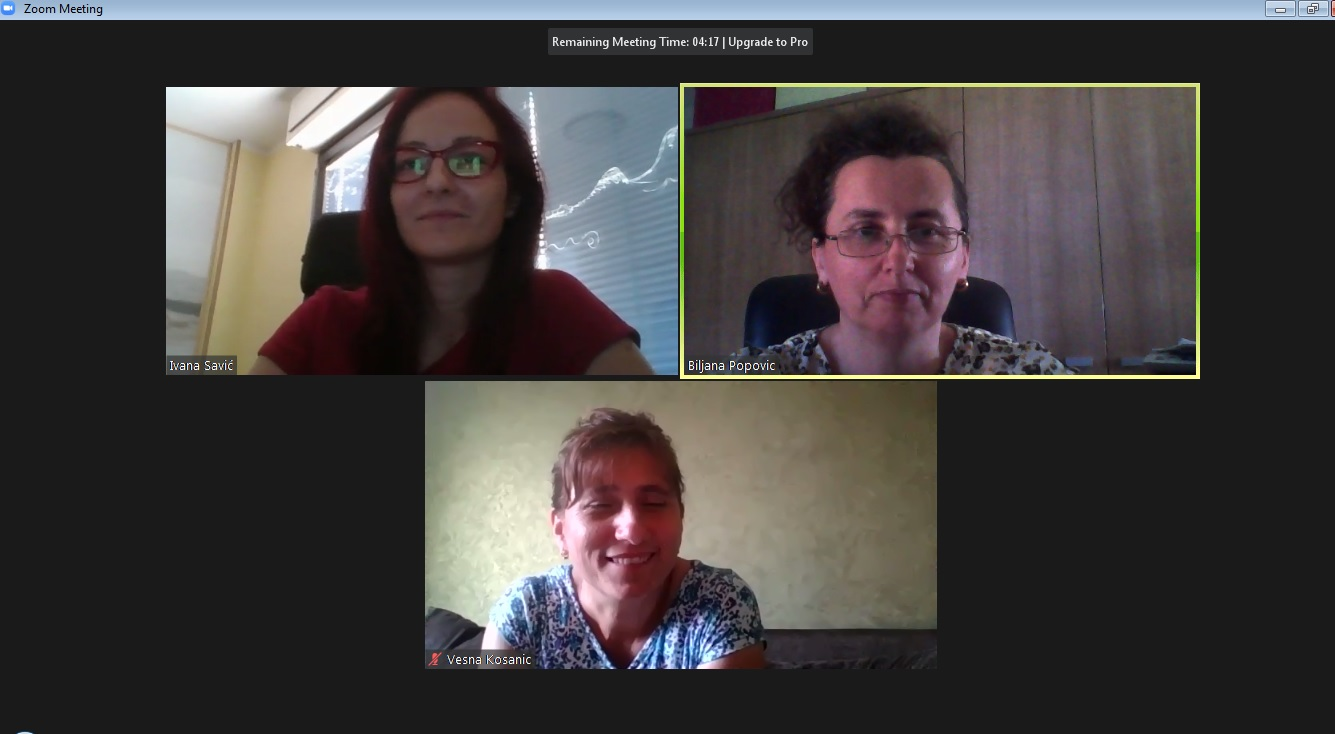 Zoom Meeting
Remaining Meeting Time: 04:17 | Upgrade to Pro
Ivana Savić
Biljana Popovic
Vesna Kosanic